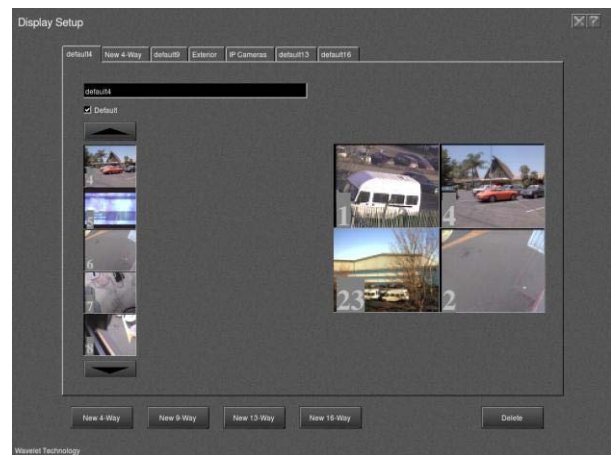 Display Setup
default4 New 4-Way default9 Exterior IP Cameras default13 default16
default4
Default
4
5
6
7
8
1 4
23 2
New 4-Way New 9-Way New 13-Way New 16-Way Delete
Wavelet Technology